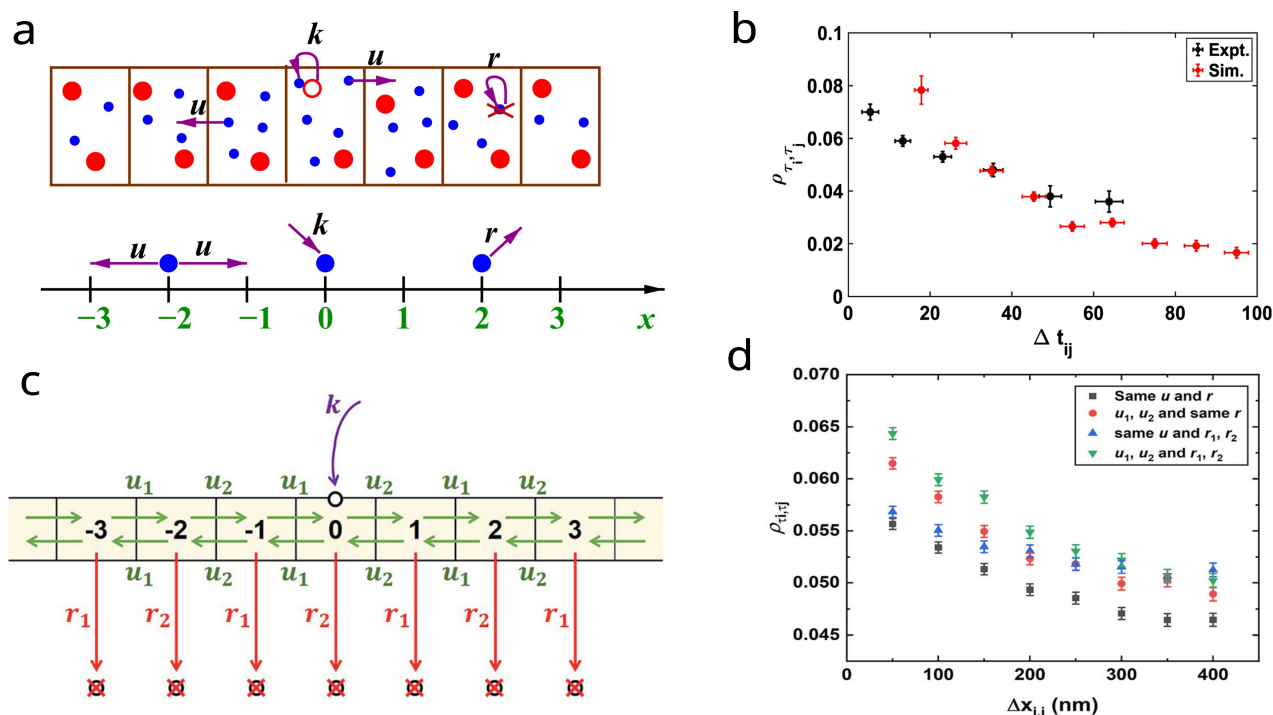 a
k
u
r
u
u
u
k
r
−3 −2 −1 0 1 2 3 x
b
0.1
0.08
0.06
0.04
0.02
0
0 20 40 60 80 100
ρτi,τj
Δ tij
Expt.
Sim.
c
k
u1 u2 u1 u2 u1 u2
-3 -2 -1 0 1 2 3
u1 u2 u1 u2 u1 u2
r1 r2 r1 r2 r1 r2 r1
d
0.070
0.065
0.060
0.055
0.050
0.045
0 100 200 300 400
ρτi,τj
Δxi,j (nm)
Same u and r
u1, u2 and same r
same u and r1, r2
u1, u2 and r1, r2